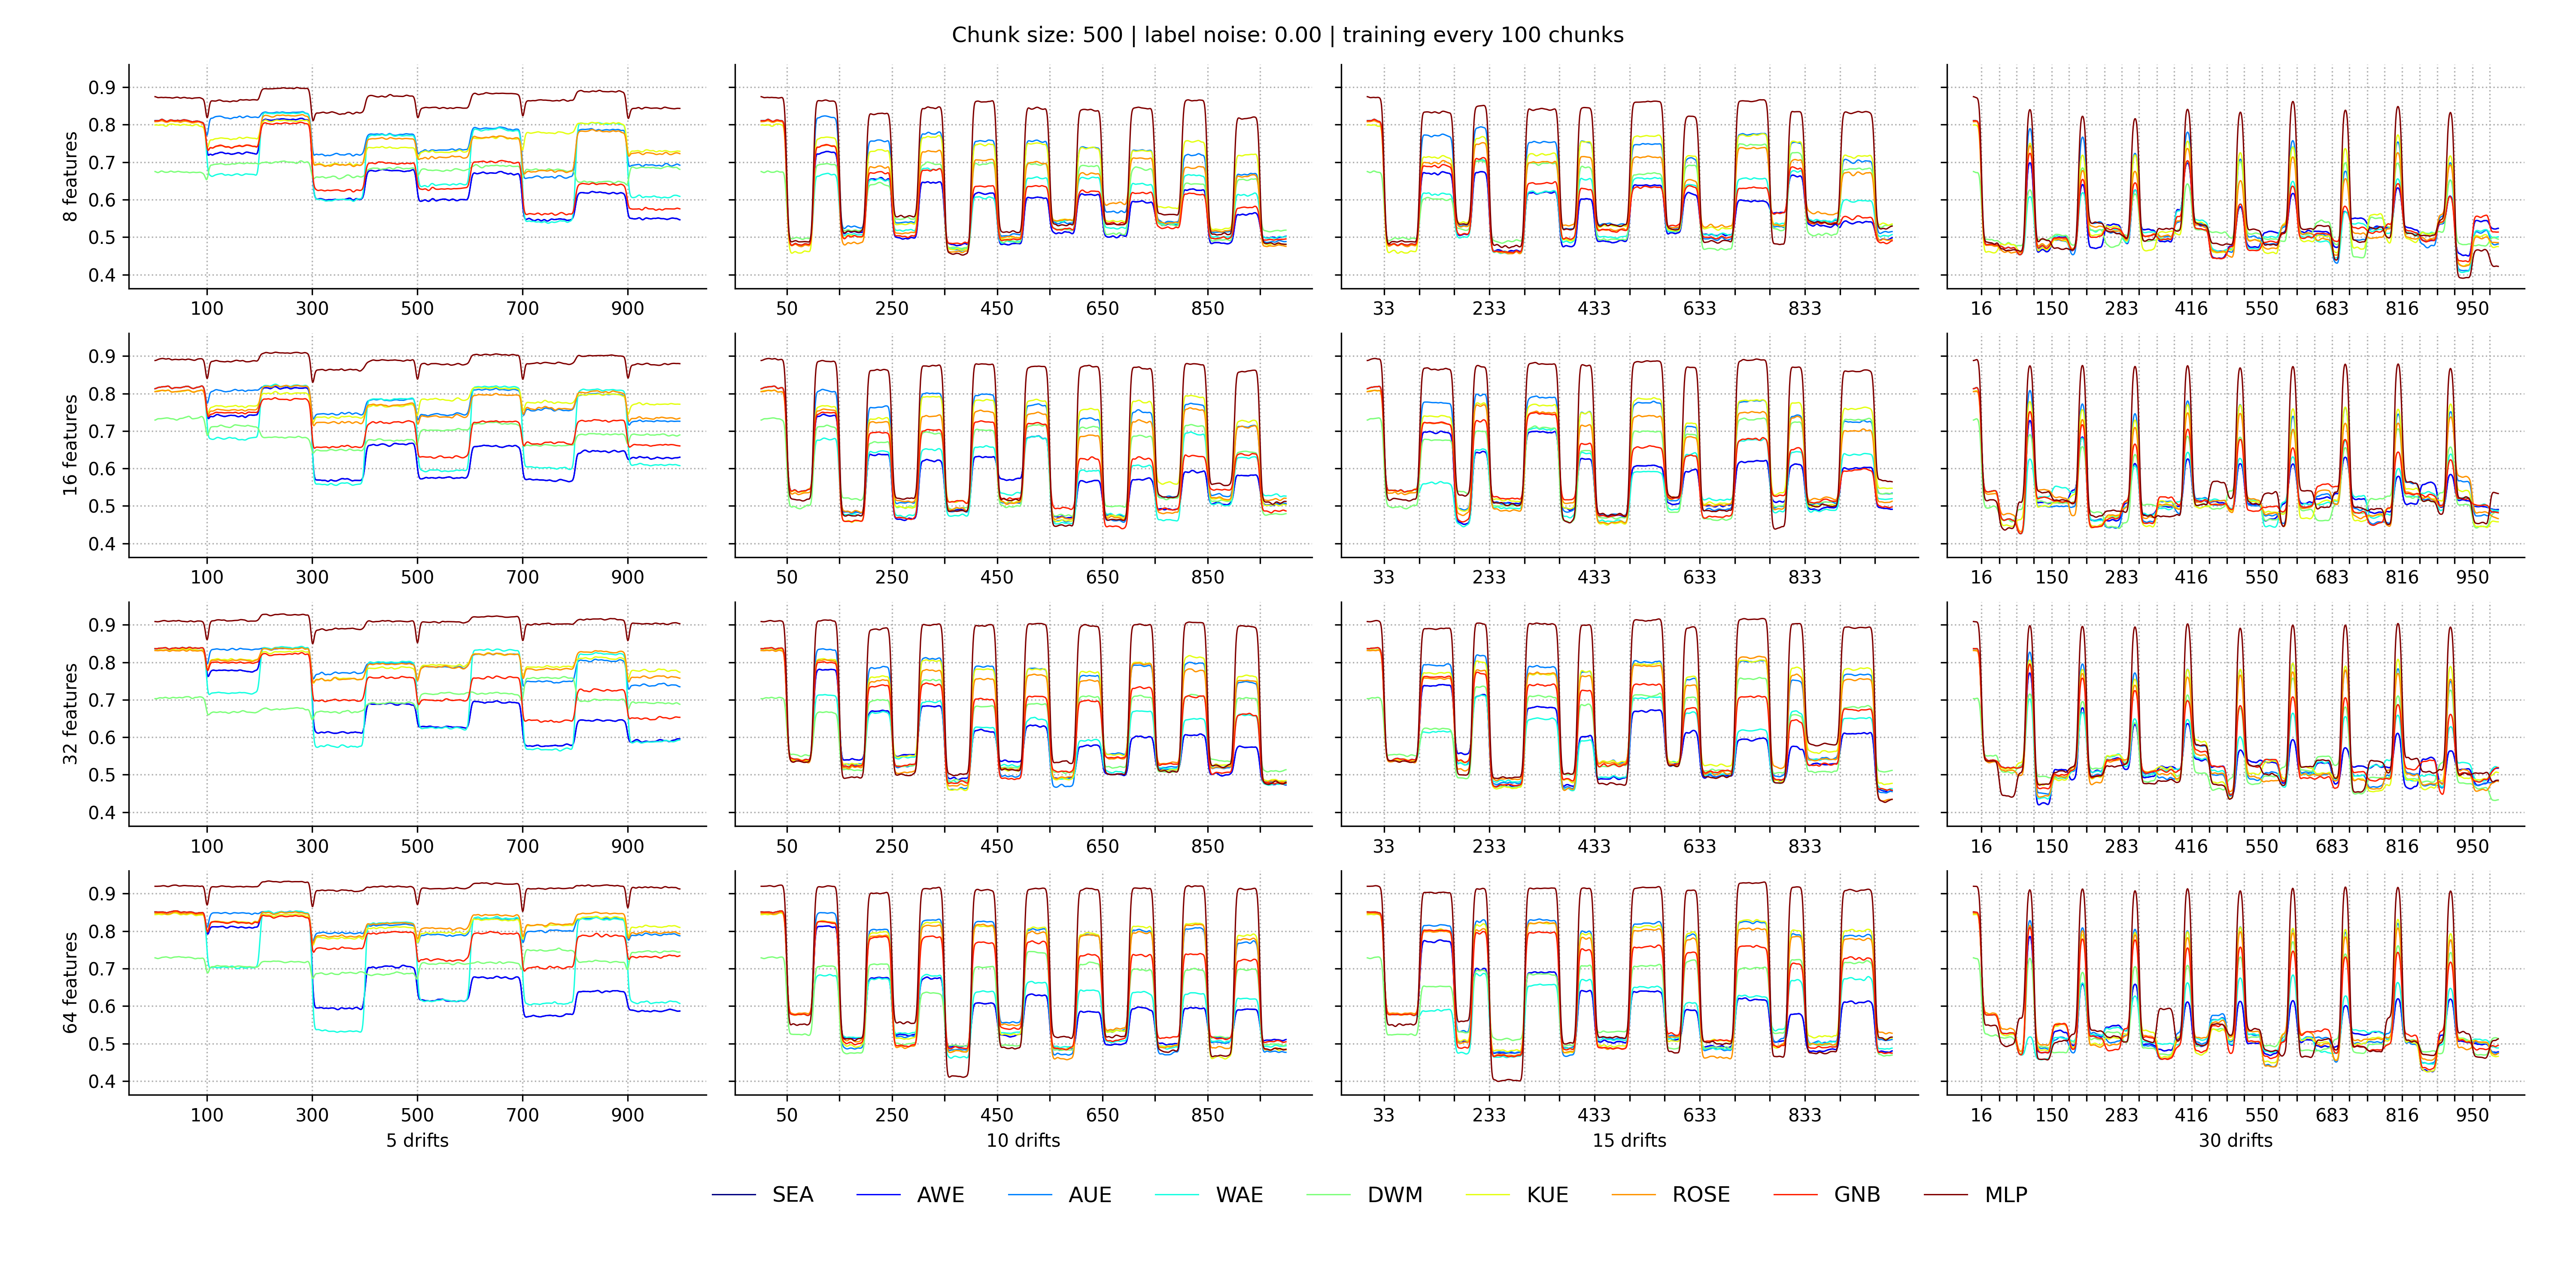 Chunk size: 500 | label noise: 0.00 | training every 100 chunks
8 features
0.9
0.8
0.7
0.6
0.5
0.4
100 300 500 700 900
50 250 450 650 850
33 233 433 633 833
16 150 283 416 550 683 816 950
16 features
0.9
0.8
0.7
0.6
0.5
0.4
100 300 500 700 900
50 250 450 650 850
33 233 433 633 833
16 150 283 416 550 683 816 950
32 features
0.9
0.8
0.7
0.6
0.5
0.4
100 300 500 700 900
50 250 450 650 850
33 233 433 633 833
16 150 283 416 550 683 816 950
64 features
0.9
0.8
0.7
0.6
0.5
0.4
100 300 500 700 900
50 250 450 650 850
33 233 433 633 833
16 150 283 416 550 683 816 950
5 drifts
10 drifts
15 drifts
30 drifts
SEA AWE AUE WAE DWM KUE ROSE GNB MLP